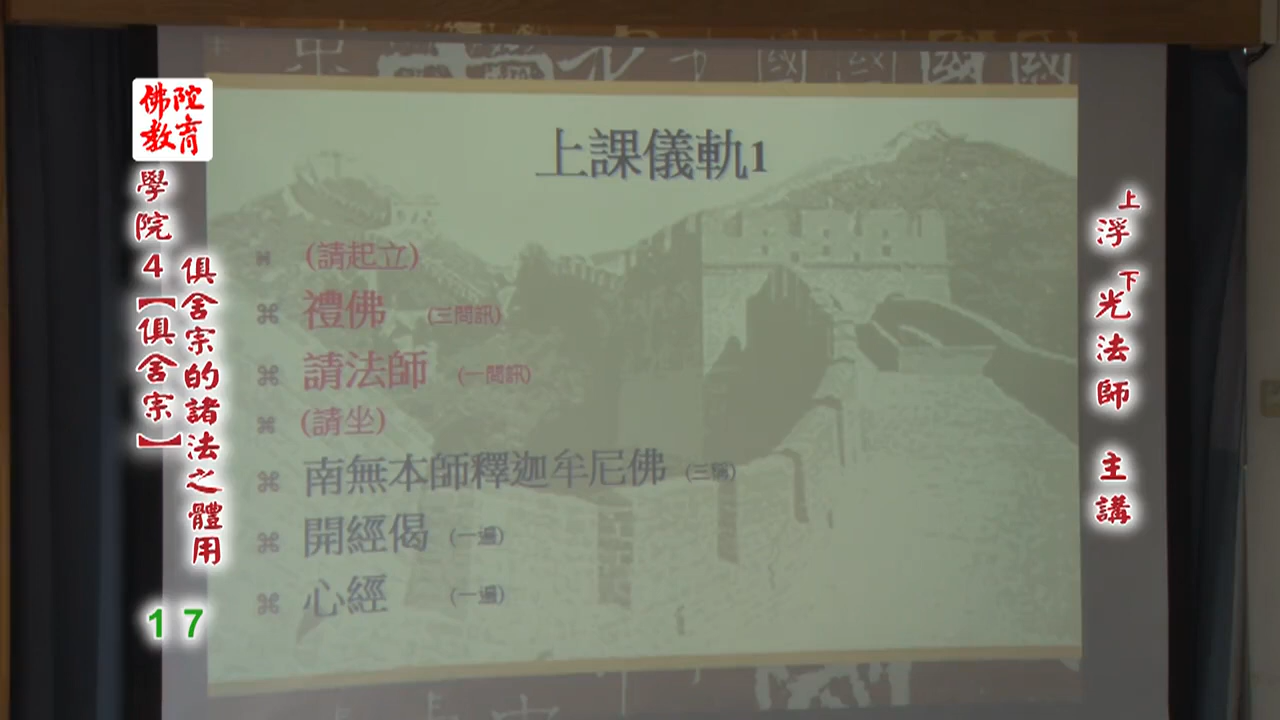 佛陀
教育
學院4【俱舍宗】
俱舍宗的諸法之體用
17
上課儀軌1
(請起立)
禮佛 (三問訊)
請法師 (一問訊)
(請坐)
南無本師釋迦牟尼佛 (三稱)
開經偈 (一遍)
心經 (一遍)
上浮下光法師 主講